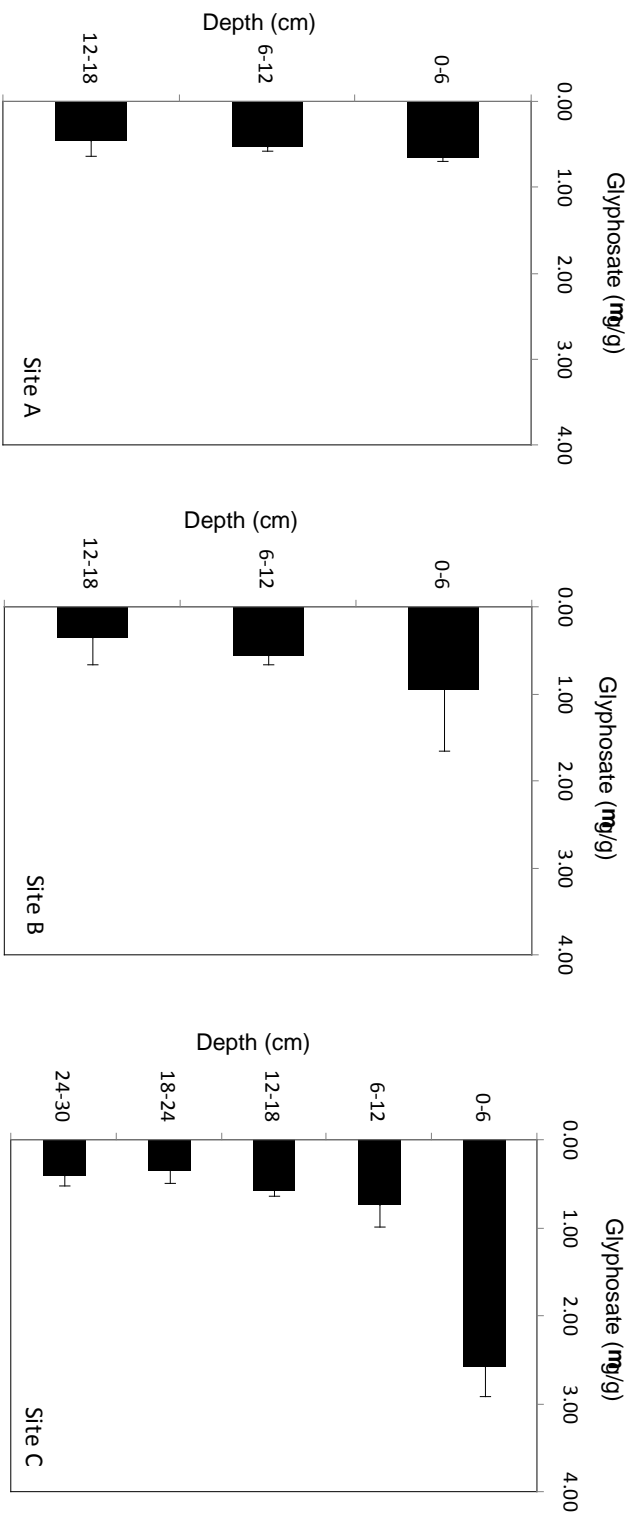 Glyphosate (mg/g)
0.00 1.00 2.00 3.00 4.00
Depth (cm)
0-6
6-12
12-18
Site A
Glyphosate (mg/g)
0.00 1.00 2.00 3.00 4.00
Depth (cm)
0-6
6-12
12-18
Site B
Glyphosate (mg/g)
0.00 1.00 2.00 3.00 4.00
Depth (cm)
0-6
6-12
12-18
18-24
24-30
Site C